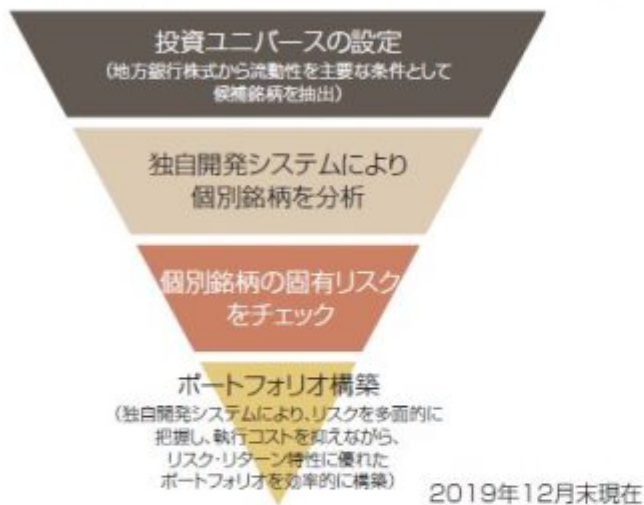 投資ユニバースの設定
（地方銀行株式から流動性を主要な条件として
候補銘柄を抽出）
独自開発システムにより
個別銘柄を分析
個別銘柄の固有リスク
をチェック
ポートフォリオ構築
（独自開発システムにより、リスクを多面的に
把握し、執行コストを抑えながら、
リスク・リターン特性に優れた
ポートフォリオを効率的に構築）
2019年12月末現在